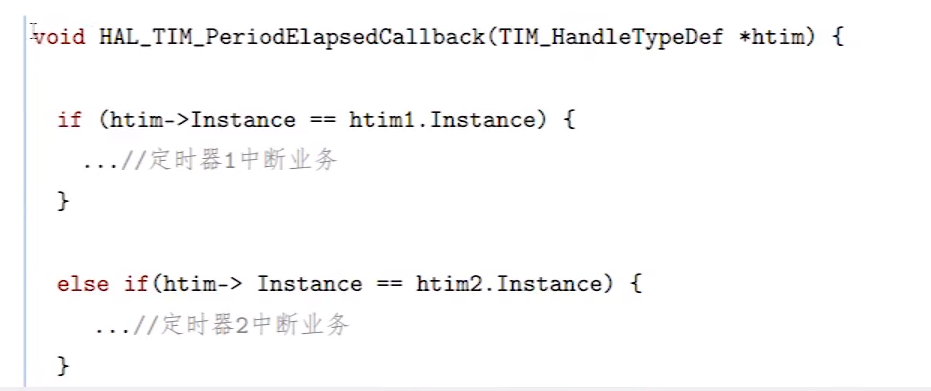 void HAL_TIM_PeriodElapsedCallback(TIM_HandleTypeDef *htim) {
if (htim->Instance == htim1.Instance) {
...//定时器1中断业务
}
else if(htim-> Instance == htim2.Instance) {
...//定时器2中断业务
}